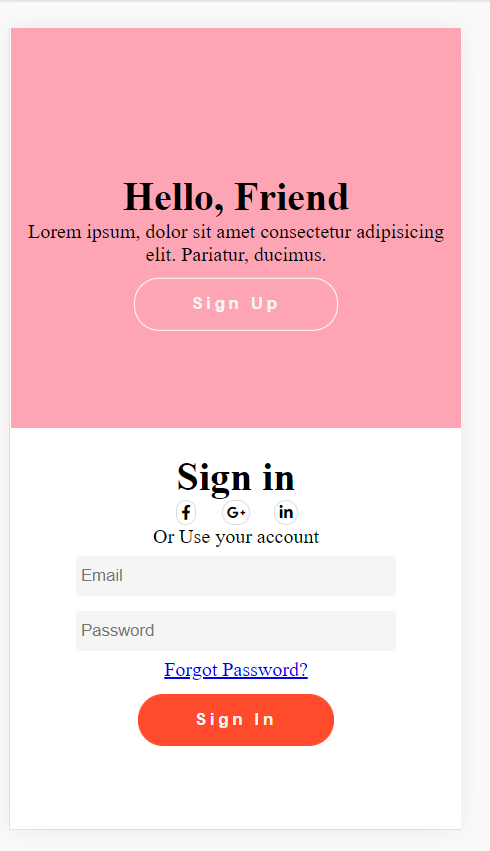 Hello, Friend
Lorem ipsum, dolor sit amet consectetur adipisicing
elit. Pariatur, ducimus.
Sign Up
Sign in
f G+ in
Or Use your account
Email
Password
Forgot Password?
Sign In